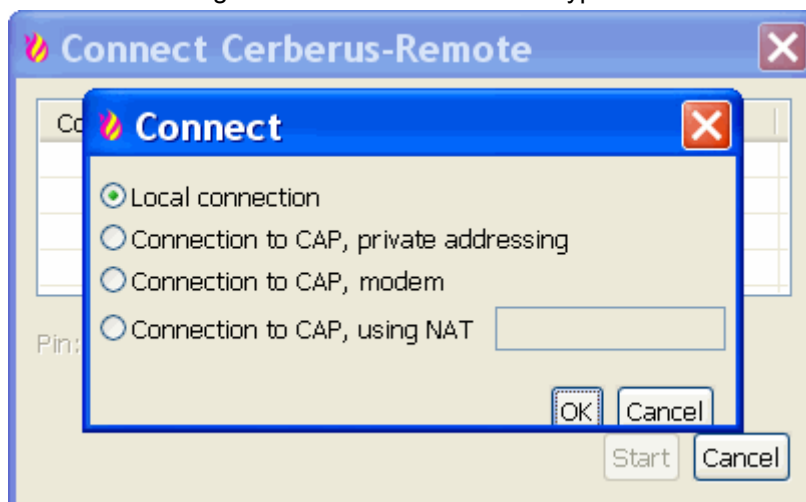 Connect Cerberus-Remote
Connect
Local connection
Connection to CAP, private addressing
Connection to CAP, modem
Connection to CAP, using NAT
Pin:
OK Cancel
Start Cancel